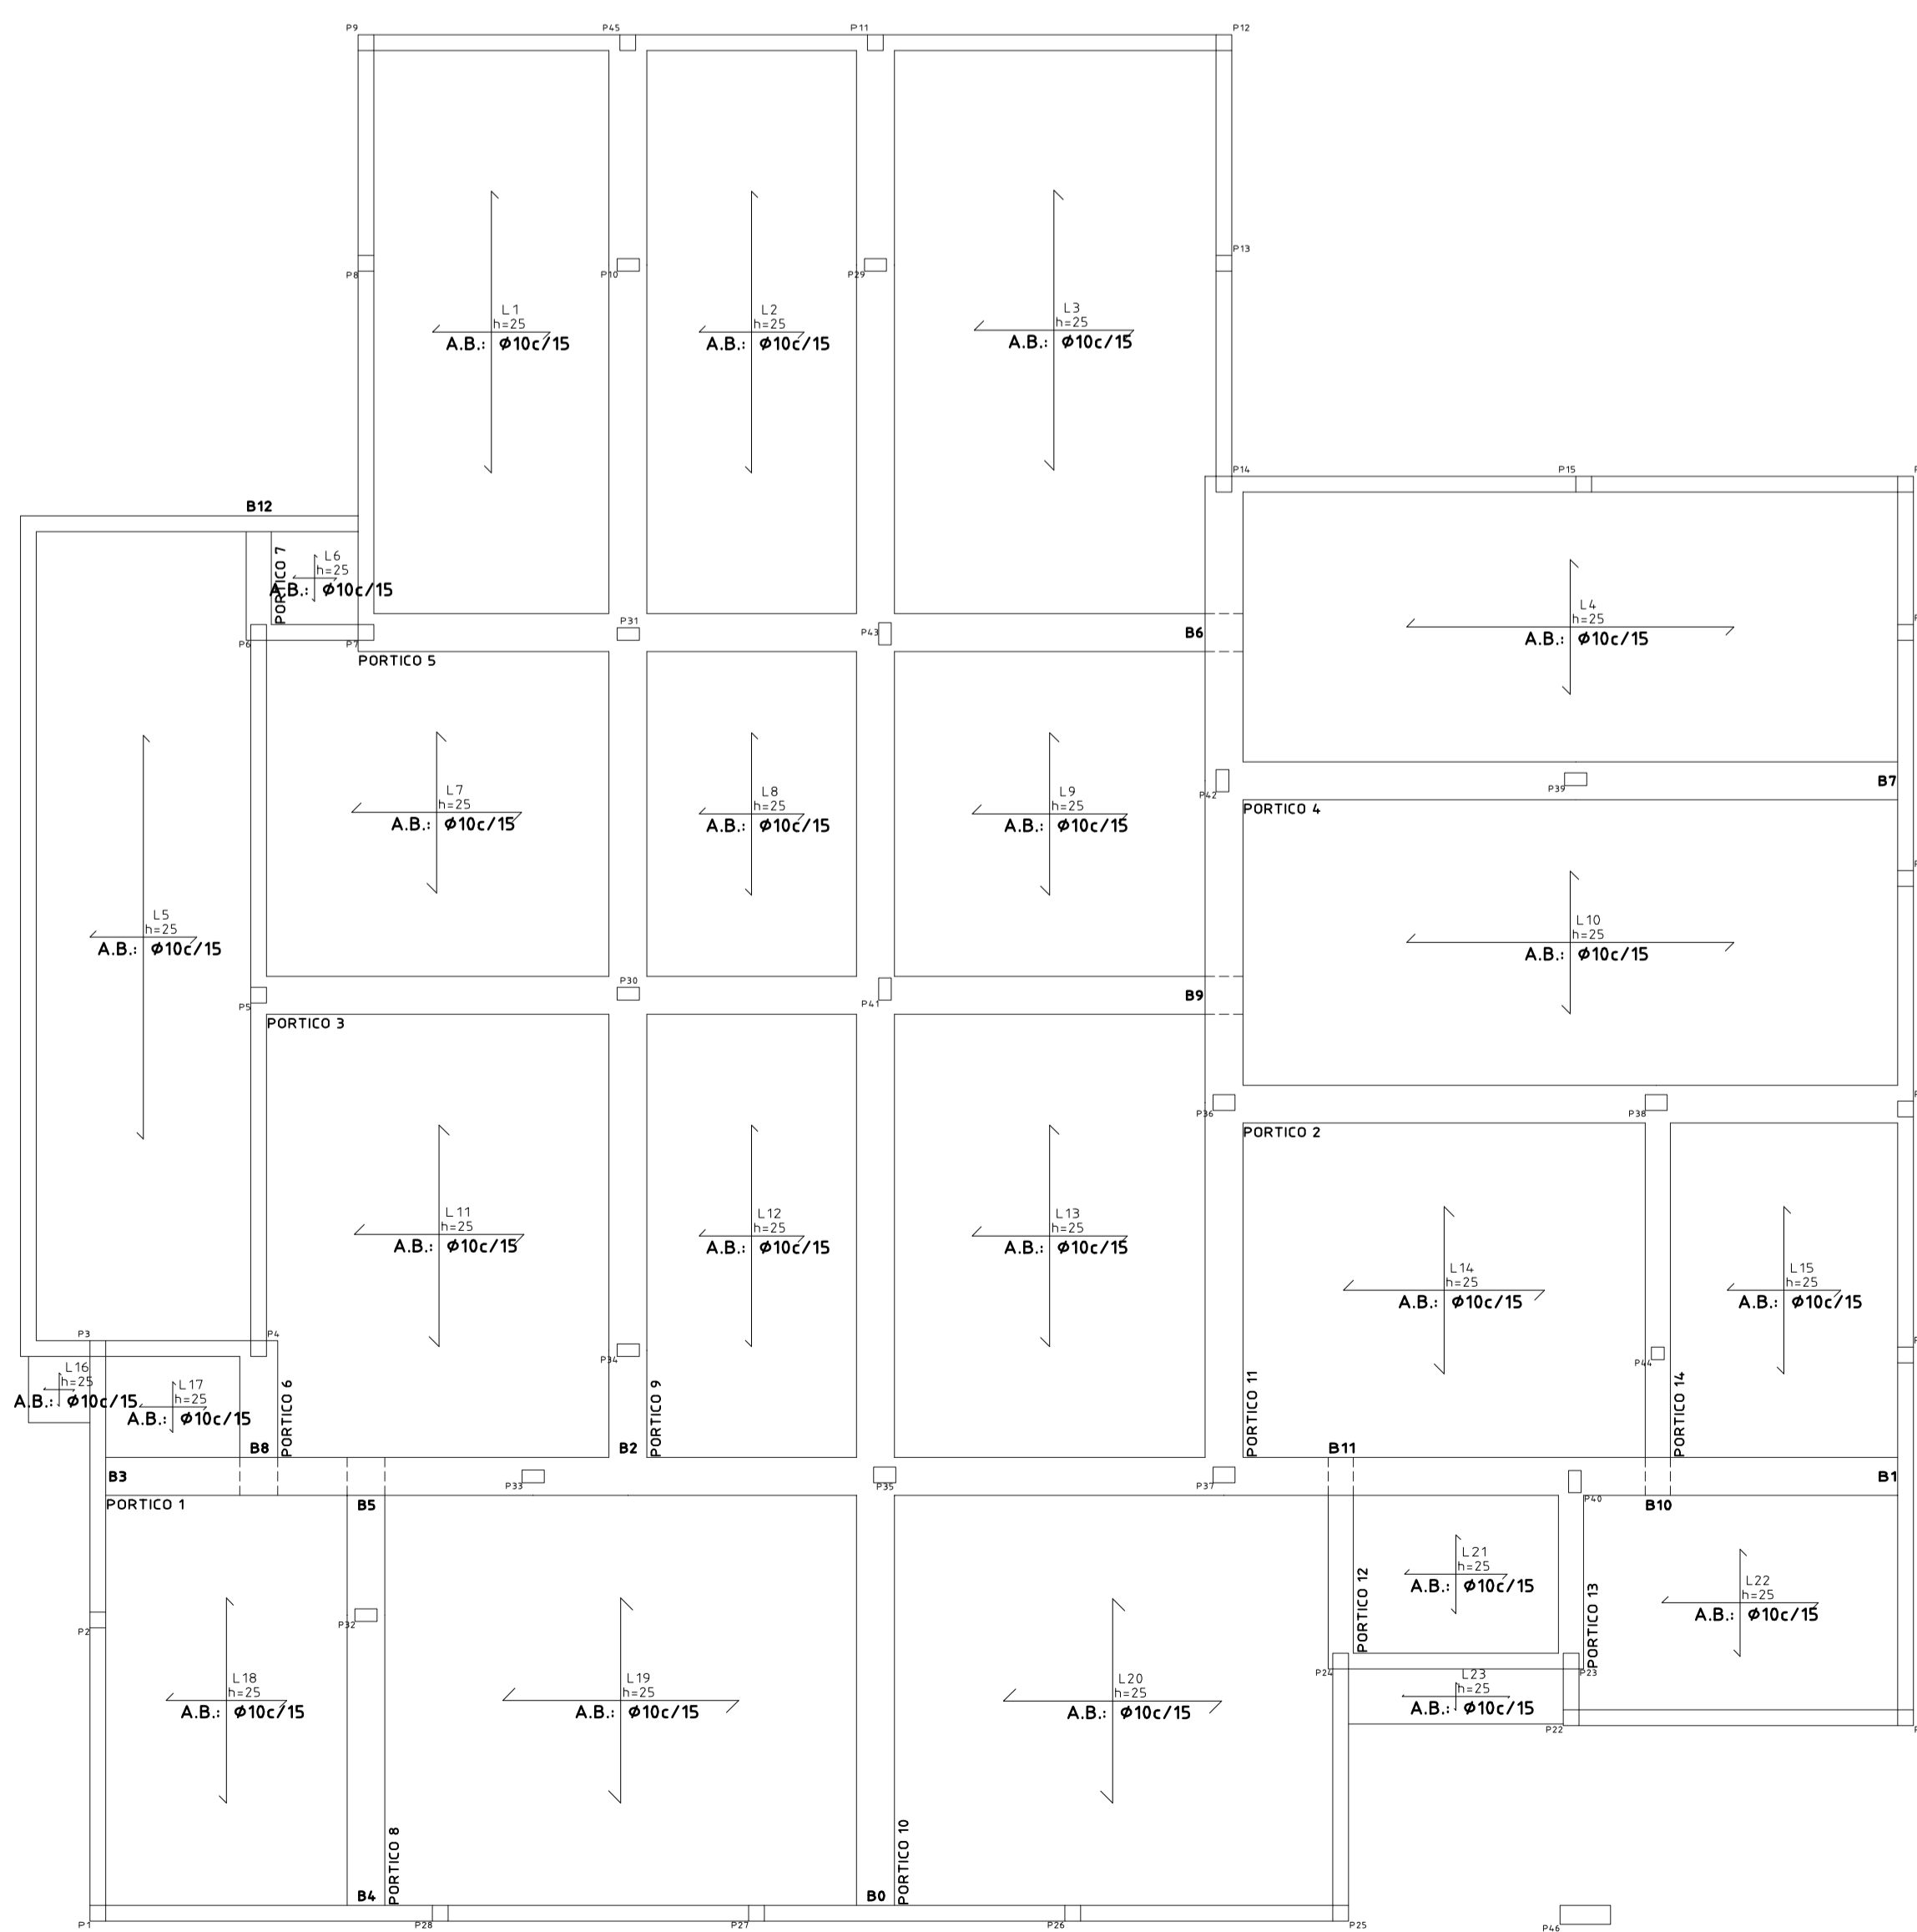 P9
P45
P11
P12
P8
P10
P29
P13
L1
h=25
A.B.: Ø10c/15
L2
h=25
A.B.: Ø10c/15
L3
h=25
A.B.: Ø10c/15
P14
P15
B12
PORTICO 7
L6
h=25
A.B.: Ø10c/15
L4
h=25
A.B.: Ø10c/15
P6
P7
P31
P43
B6
PORTICO 5
P42
P39
B7
PORTICO 4
L7
h=25
A.B.: Ø10c/15
L8
h=25
A.B.: Ø10c/15
L9
h=25
A.B.: Ø10c/15
L5
h=25
A.B.: Ø10c/15
L10
h=25
A.B.: Ø10c/15
P5
P30
P41
B9
PORTICO 3
P36
P38
PORTICO 2
L11
h=25
A.B.: Ø10c/15
L12
h=25
A.B.: Ø10c/15
L13
h=25
A.B.: Ø10c/15
L14
h=25
A.B.: Ø10c/15
L15
h=25
A.B.: Ø10c/15
P3
P4
P34
P44
L16
h=25
A.B.: Ø10c/15
L17
h=25
A.B.: Ø10c/15
PORTICO 6
PORTICO 9
PORTICO 11
PORTICO 14
B8
B2
B11
B3
P33
P35
P37
B1
PORTICO 1
B5
P40
B10
L21
h=25
A.B.: Ø10c/15
PORTICO 12
PORTICO 13
L22
h=25
A.B.: Ø10c/15
P2
P32
P24
P23
L18
h=25
A.B.: Ø10c/15
L19
h=25
A.B.: Ø10c/15
L20
h=25
A.B.: Ø10c/15
L23
h=25
A.B.: Ø10c/15
P22
PORTICO 8
PORTICO 10
B4
B0
P1
P28
P27
P26
P25
P46